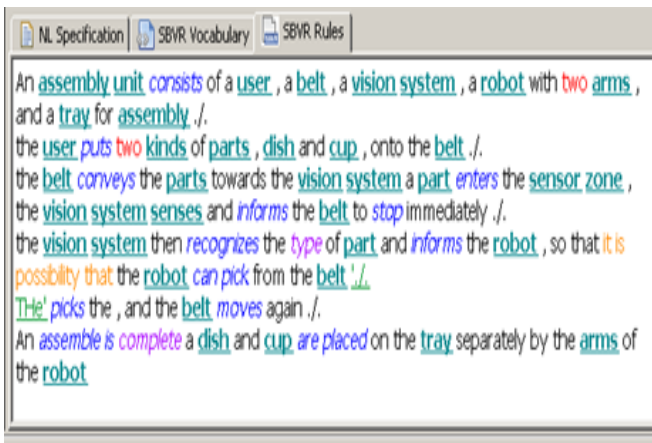 NL Specification SBVR Vocabulary SBVR Rules
An assembly unit consists of a user , a belt , a vision system , a robot with two arms ,
and a tray for assembly ./.
the user puts two kinds of parts , dish and cup , onto the belt ./.
the belt conveys the parts towards the vision system a part enters the sensor zone ,
the vision system senses and informs the belt to stop immediately ./.
the vision system then recognizes the type of part and informs the robot , so that it is
possibility that the robot can pick from the belt './.
THe' picks the , and the belt moves again ./.
An assemble is complete a dish and cup are placed on the tray separately by the arms of
the robot